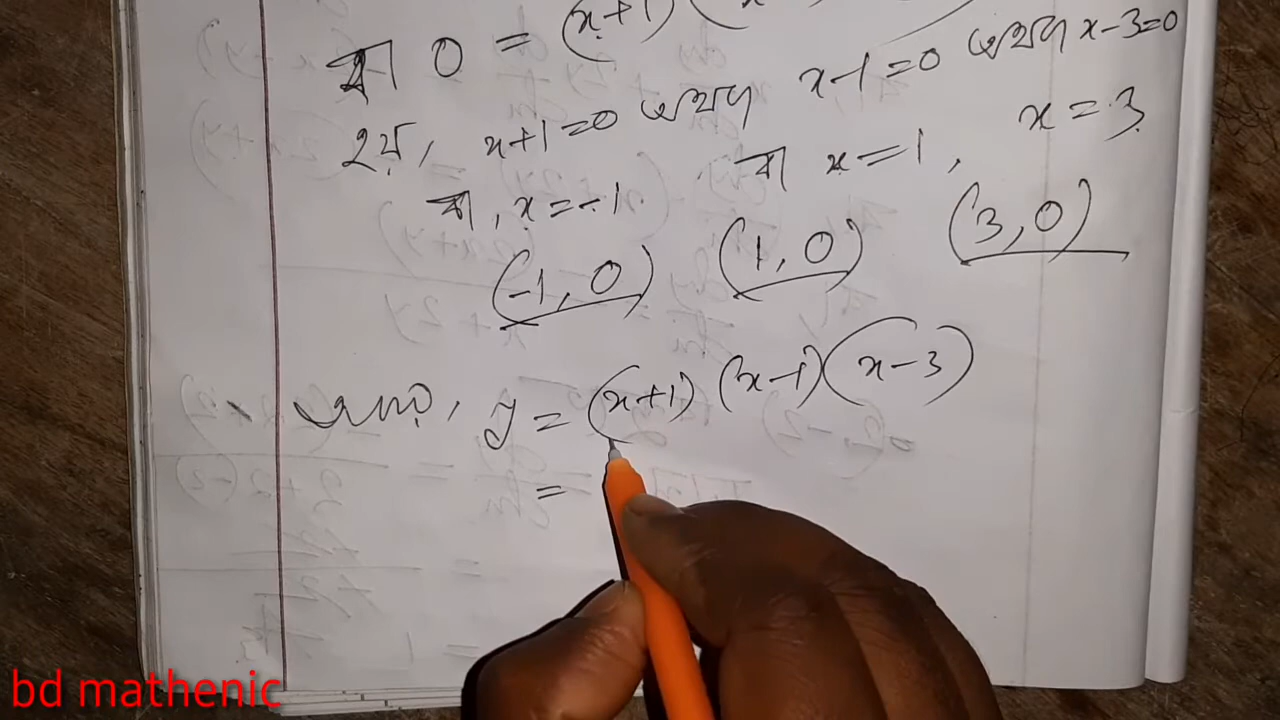 বা 0 = (x+1)(x
হয়, x+1=0 অথবা x-1=0 অথবা x-3=0
বা, x=-1. বা x=1, x=3
(-1,0) (1,0) (3,0)
y = (x+1) (x-1)(x-3)
=
bd mathenic